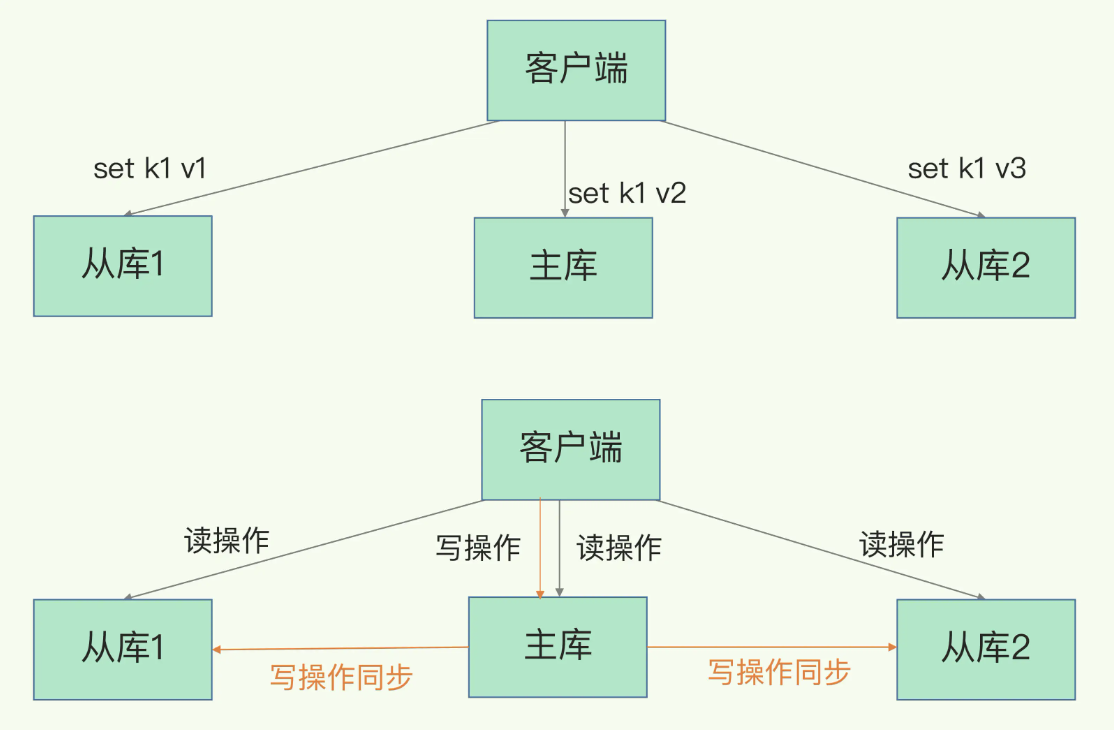 客户端
set k1 v1
set k1 v2
set k1 v3
从库1
主库
从库2
客户端
读操作
写操作
读操作
读操作
从库1
主库
从库2
写操作同步
写操作同步